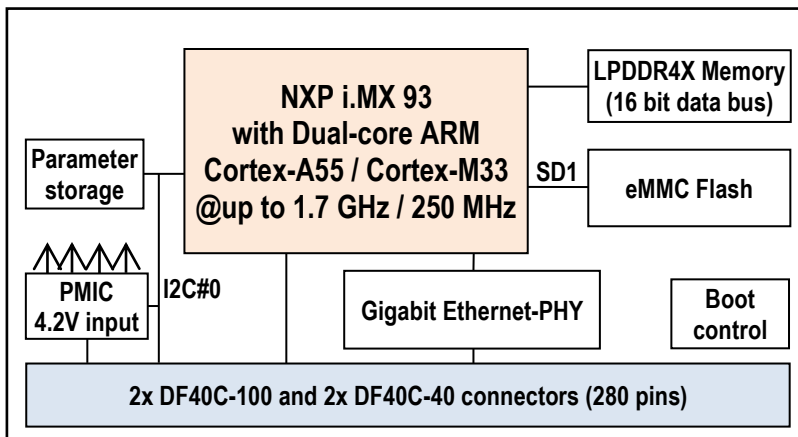 NXP i.MX 93
with Dual-core ARM
Cortex-A55 / Cortex-M33
@up to 1.7 GHz / 250 MHz
LPDDR4X Memory
(16 bit data bus)
Parameter
storage
SD1
eMMC Flash
PMIC
4.2V input
I2C#0
Gigabit Ethernet-PHY
Boot
control
2x DF40C-100 and 2x DF40C-40 connectors (280 pins)